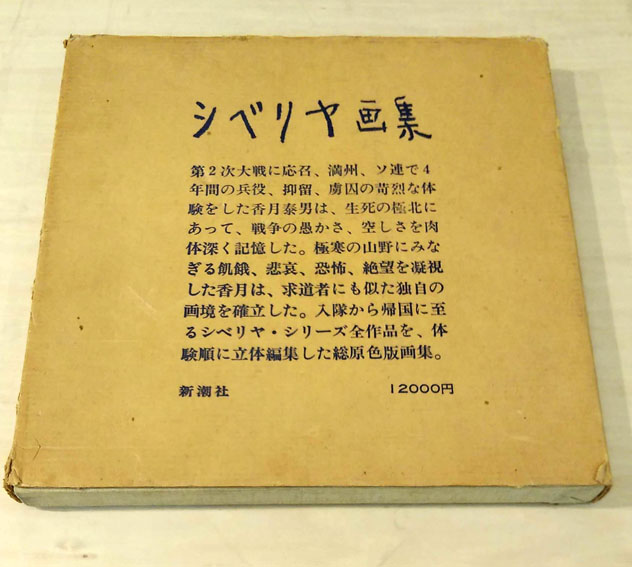 シベリヤ画集
第2次大戦に応召、満州、ソ連で4
年間の兵役、抑留、虜囚の苛烈な体
験をした香月泰男は、生死の極北に
あって、戦争の愚かさ、空しさを肉
体深く記憶した。極寒の山野にみな
ぎる飢餓、悲哀、恐怖、絶望を凝視
した香月は、求道者にも似た独自の
画境を確立した。入隊から帰国に至
るシベリヤ・シリーズ全作品を、体
験順に立体編集した総原色版画集。
新潮社 12000円